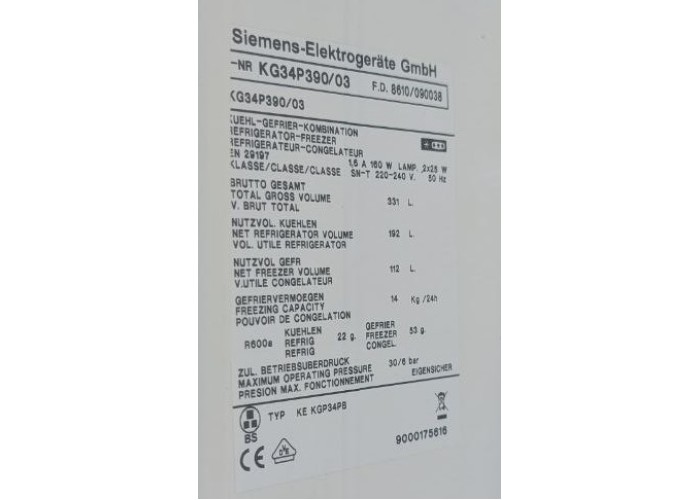 Siemens-Elektrogeräte GmbH
-NR KG34P390/03 F.D. 8610/090038
KG34P390/03
KUEHL-GEFRIER-KOMBINATION
REFRIGERATOR-FREEZER
REFRIGERATEUR-CONGELATEUR
EN 29197 1,5 A 160 W LAMP. 2x25 W
KLASSE/CLASSE/CLASSE SN-T 220-240 V. 50 Hz
BRUTTO GESAMT
TOTAL GROSS VOLUME 331 L.
V. BRUT TOTAL
NUTZVOL. KUEHLEN
NET REFRIGERATOR VOLUME 192 L.
VOL. UTILE REFRIGERATOR
NUTZVOL GEFR
NET FREEZER VOLUME 112 L.
V.UTILE CONGELATEUR
GEFRIERVERMOEGEN
FREEZING CAPACITY 14 Kg /24h
POUVOIR DE CONGELATION
KUEHLEN GEFRIER
R600a REFRIG 22 g. FREEZER 53 g.
REFRIG CONGEL.
ZUL. BETRIEBSUBERDRUCK
MAXIMUM OPERATING PRESSURE 30/6 bar
PRESION MAX. FONCTIONNEMENT EIGENSICHER
TYP KE KGP34PB
BS
9000175616
CE